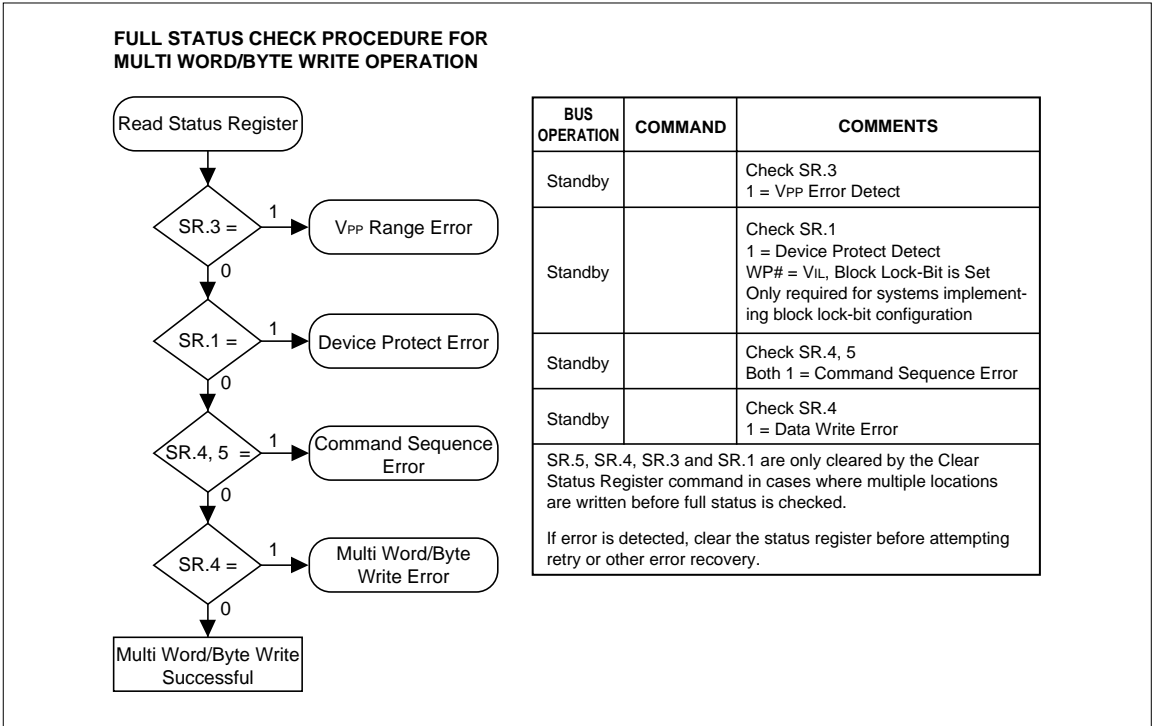 FULL STATUS CHECK PROCEDURE FOR
MULTI WORD/BYTE WRITE OPERATION
Read Status Register
SR.3 =
1
VPP Range Error
0
SR.1 =
1
Device Protect Error
0
SR.4, 5 =
1
Command Sequence
Error
0
SR.4 =
1
Multi Word/Byte
Write Error
0
Multi Word/Byte Write
Successful
BUS
OPERATION
COMMAND
COMMENTS
Standby
Check SR.3
1 = VPP Error Detect
Standby
Check SR.1
1 = Device Protect Detect
WP# = VIL, Block Lock-Bit is Set
Only required for systems implement-
ing block lock-bit configuration
Standby
Check SR.4, 5
Both 1 = Command Sequence Error
Standby
Check SR.4
1 = Data Write Error
SR.5, SR.4, SR.3 and SR.1 are only cleared by the Clear
Status Register command in cases where multiple locations
are written before full status is checked.
If error is detected, clear the status register before attempting
retry or other error recovery.